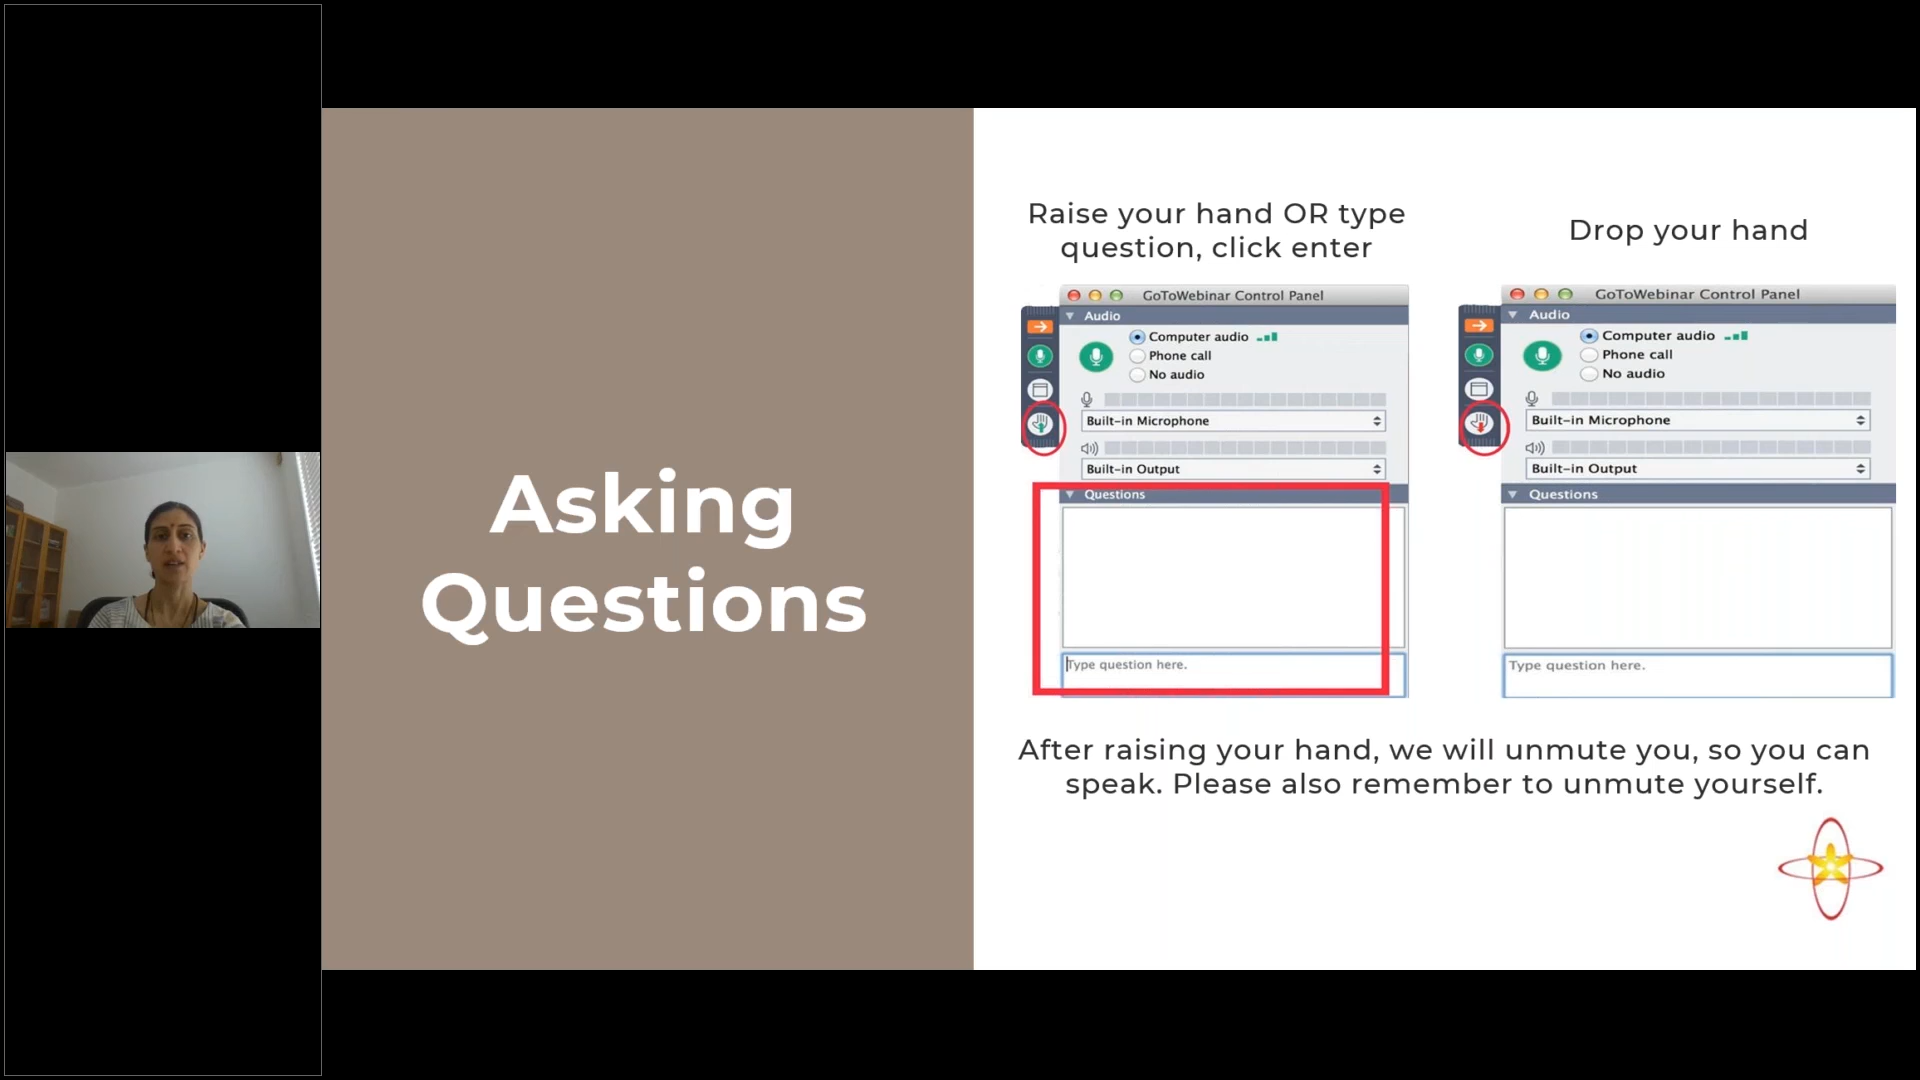 Asking
Questions
Raise your hand OR type
question, click enter
GoToWebinar Control Panel
Audio
Computer audio
Phone call
No audio
Built-in Microphone
Built-in Output
Questions
Type question here.
Drop your hand
GoToWebinar Control Panel
Audio
Computer audio
Phone call
No audio
Built-in Microphone
Built-in Output
Questions
Type question here.
After raising your hand, we will unmute you, so you can
speak. Please also remember to unmute yourself.